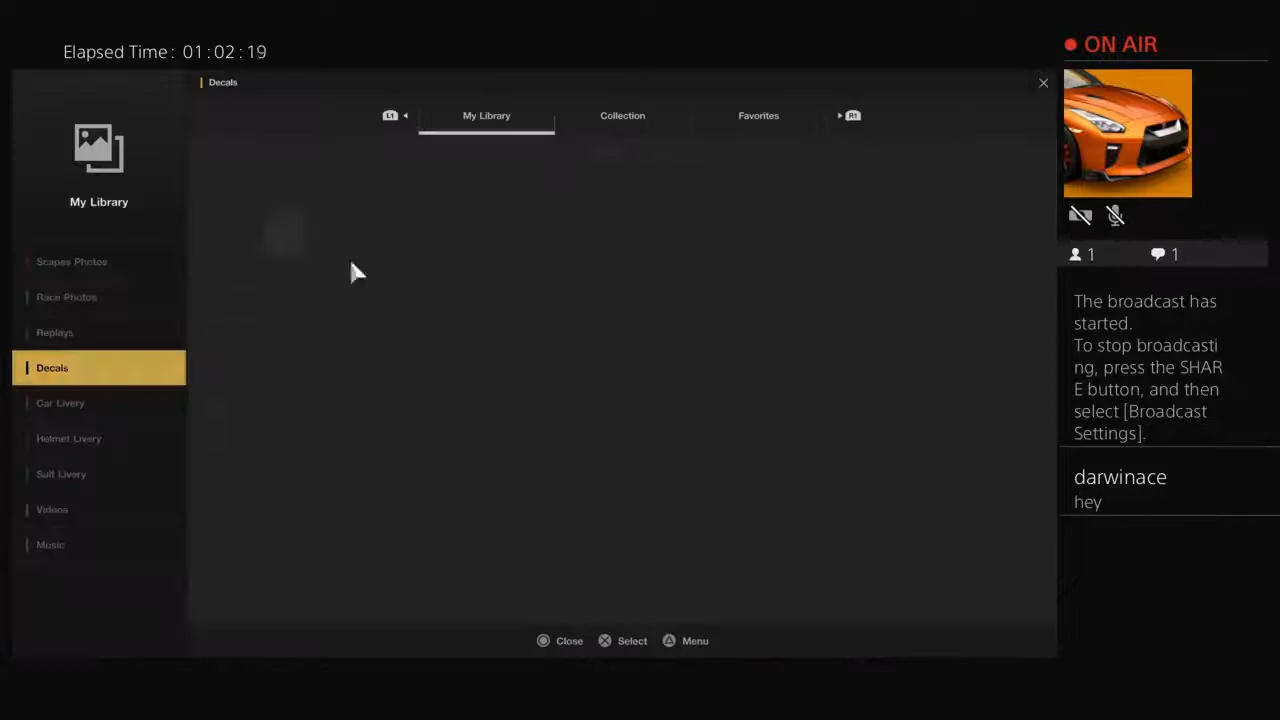 Elapsed Time: 01:02:19
ON AIR
Decals
L1
My Library
Collection
Favorites
R1
My Library
Scapes Photos
Race Photos
Replays
Decals
Car Livery
Helmet Livery
Suit Livery
Videos
Music
Close
Select
Menu
1
1
The broadcast has
started.
To stop broadcasti
ng, press the SHAR
E button, and then
select [Broadcast
Settings].
darwinace
hey